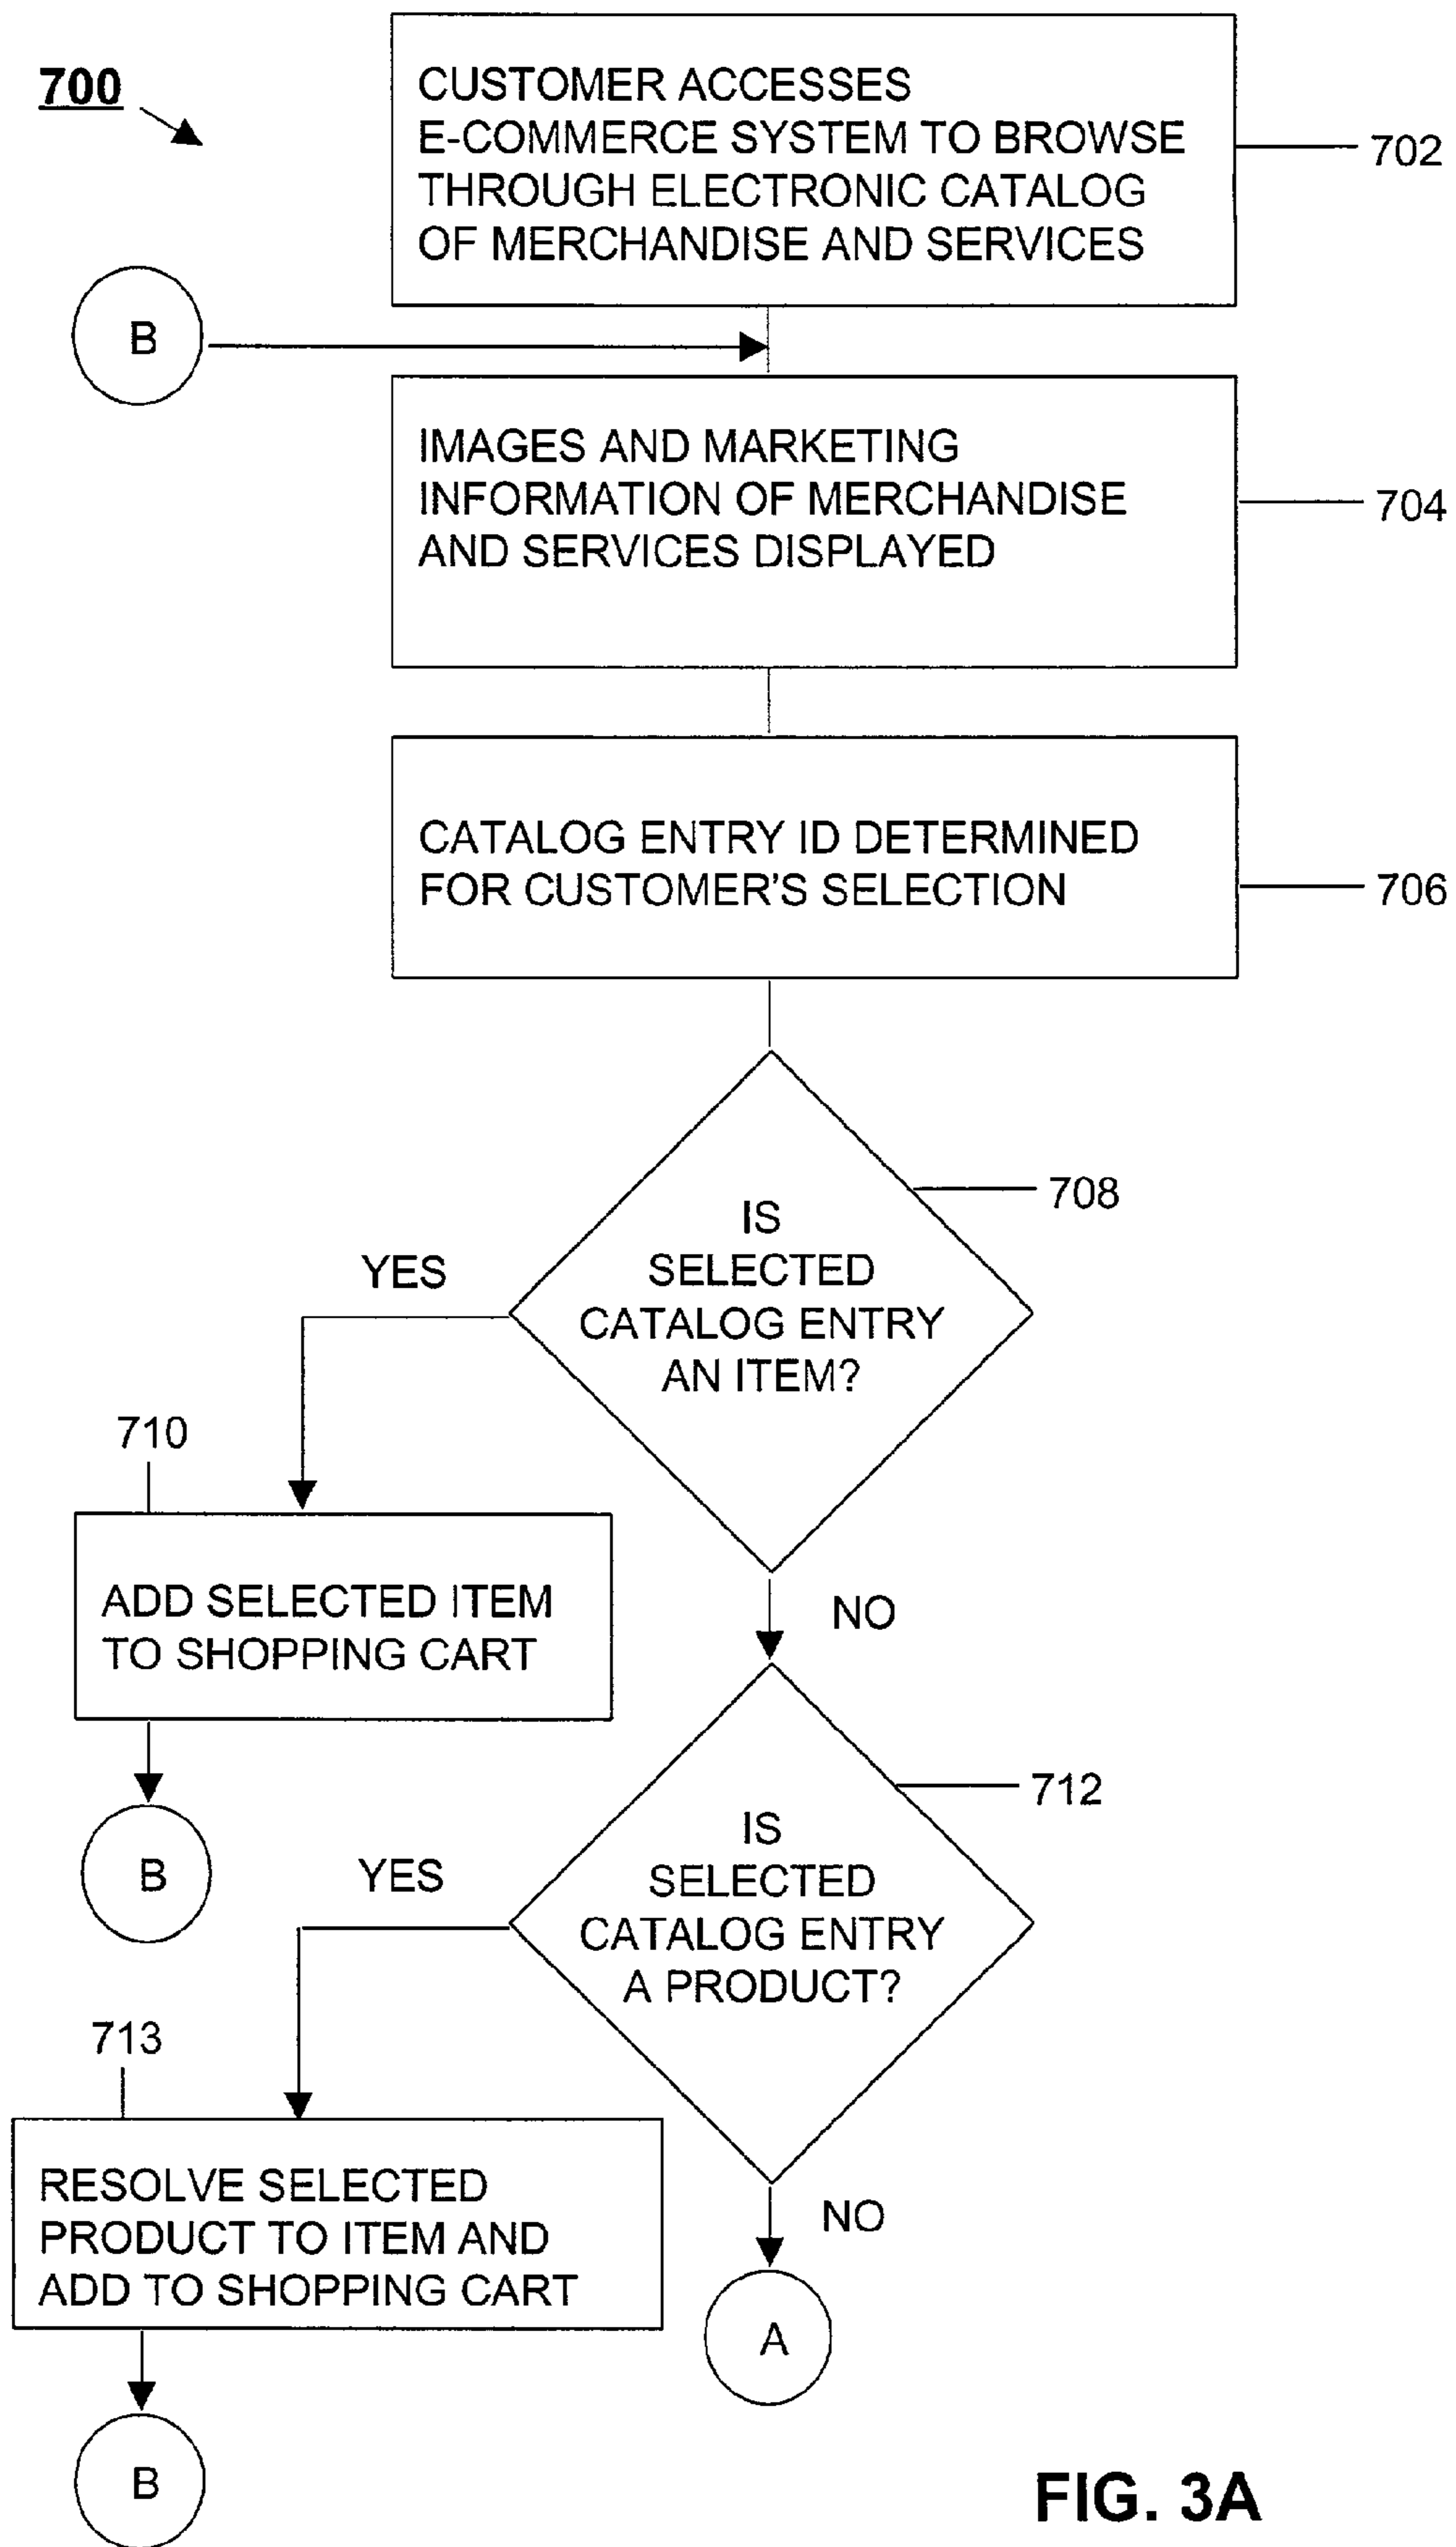 700
CUSTOMER ACCESSES
E-COMMERCE SYSTEM TO BROWSE
THROUGH ELECTRONIC CATALOG
OF MERCHANDISE AND SERVICES
702
B
IMAGES AND MARKETING
INFORMATION OF MERCHANDISE
AND SERVICES DISPLAYED
704
CATALOG ENTRY ID DETERMINED
FOR CUSTOMER'S SELECTION
706
708
IS
SELECTED
CATALOG ENTRY
AN ITEM?
YES
710
ADD SELECTED ITEM
TO SHOPPING CART
NO
B
712
IS
SELECTED
CATALOG ENTRY
A PRODUCT?
YES
713
RESOLVE SELECTED
PRODUCT TO ITEM AND
ADD TO SHOPPING CART
NO
A
B
FIG. 3A